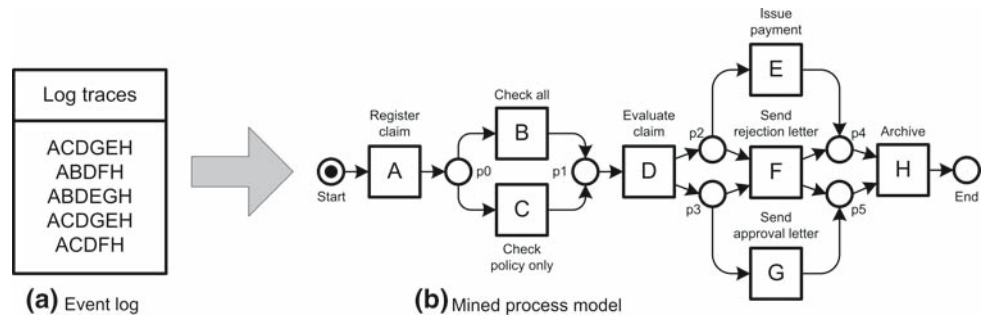 Log traces
ACDGEH
ABDFH
ABDEGH
ACDGEH
ACDFH
(a) Event log
Start
Register
claim
A
p0
Check all
B
C
Check
policy only
p1
Evaluate
claim
D
p2
p3
Issue
payment
E
Send
rejection letter
F
Send
approval letter
G
p4
p5
Archive
H
End
(b) Mined process model